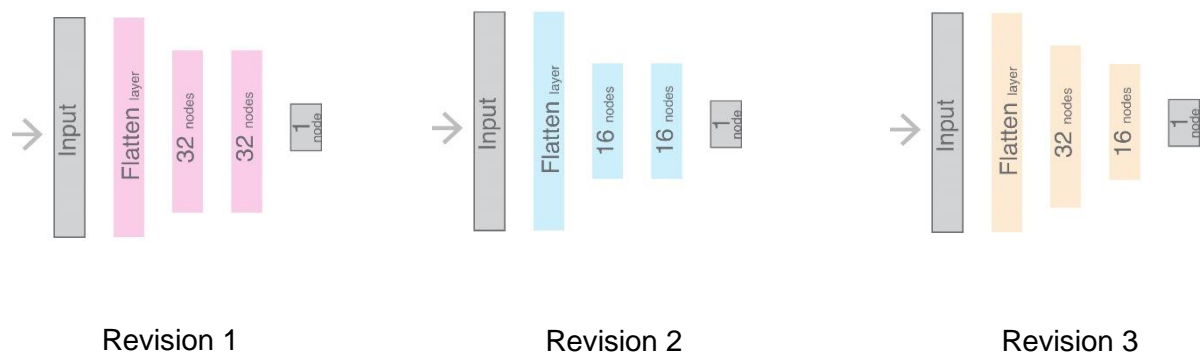 Input
Flatten layer
32 nodes
32 nodes
1 node
Input
Flatten layer
16 nodes
16 nodes
1 node
Input
Flatten layer
32 nodes
16 nodes
1 node
Revision 1
Revision 2
Revision 3